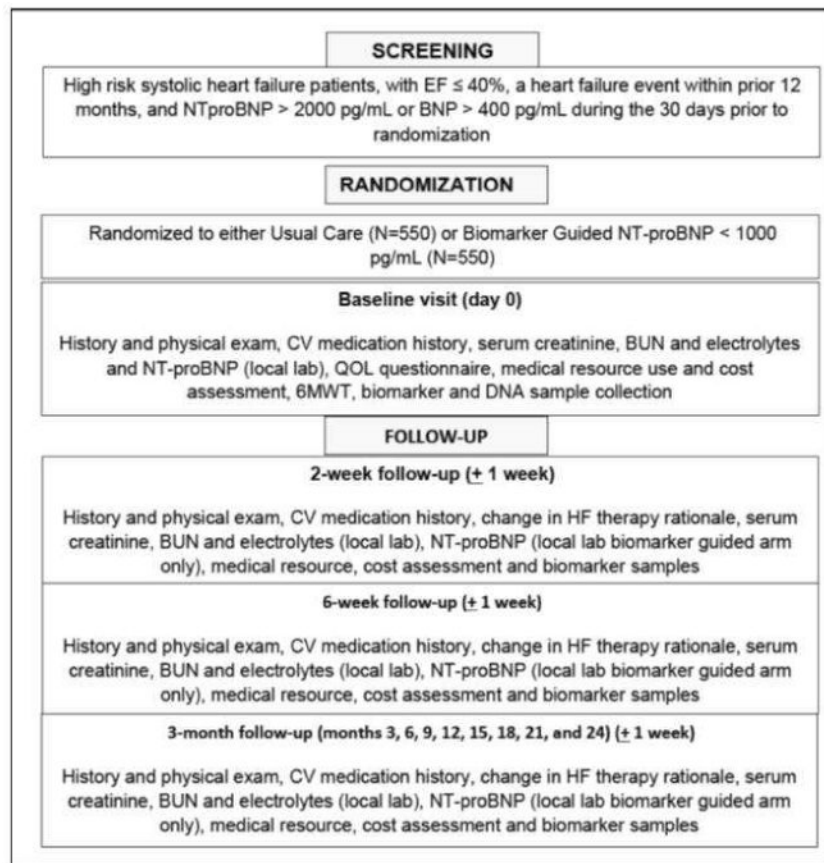 SCREENING
High risk systolic heart failure patients, with EF ≤ 40%, a heart failure event within prior 12
months, and NTproBNP > 2000 pg/mL or BNP > 400 pg/mL during the 30 days prior to
randomization
RANDOMIZATION
Randomized to either Usual Care (N=550) or Biomarker Guided NT-proBNP < 1000
pg/mL (N=550)
Baseline visit (day 0)
History and physical exam, CV medication history, serum creatinine, BUN and electrolytes
and NT-proBNP (local lab), QOL questionnaire, medical resource use and cost
assessment, 6MWT, biomarker and DNA sample collection
FOLLOW-UP
2-week follow-up (± 1 week)
History and physical exam, CV medication history, change in HF therapy rationale, serum
creatinine, BUN and electrolytes (local lab), NT-proBNP (local lab biomarker guided arm
only), medical resource, cost assessment and biomarker samples
6-week follow-up (± 1 week)
History and physical exam, CV medication history, change in HF therapy rationale, serum
creatinine, BUN and electrolytes (local lab), NT-proBNP (local lab biomarker guided arm
only), medical resource, cost assessment and biomarker samples
3-month follow-up (months 3, 6, 9, 12, 15, 18, 21, and 24) (± 1 week)
History and physical exam, CV medication history, change in HF therapy rationale, serum
creatinine, BUN and electrolytes (local lab), NT-proBNP (local lab biomarker guided arm
only), medical resource, cost assessment and biomarker samples